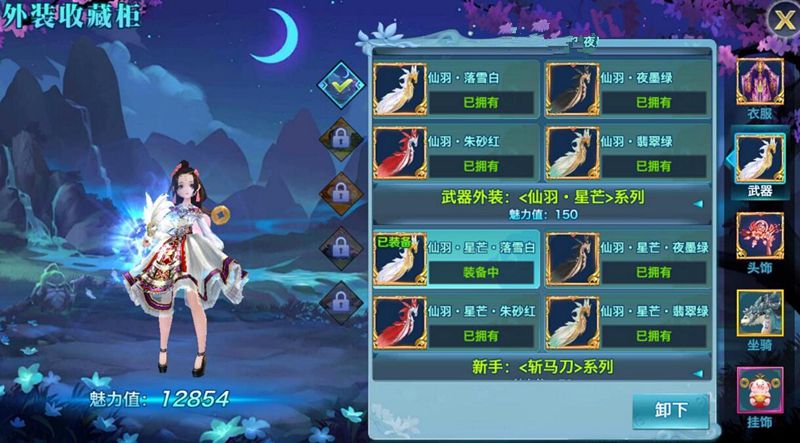 外装收藏柜
夜
仙羽·落雪白
已拥有
仙羽·夜墨绿
已拥有
仙羽·朱砂红
已拥有
仙羽·翡翠绿
已拥有
武器外装：<仙羽·星芒>系列
魅力值：150
已装备
仙羽·星芒·落雪白
装备中
仙羽·星芒·夜墨绿
已拥有
仙羽·星芒·朱砂红
已拥有
仙羽·星芒·翡翠绿
已拥有
新手：<斩马刀>系列
卸下
衣服
武器
头饰
坐骑
挂饰
魅力值：12854